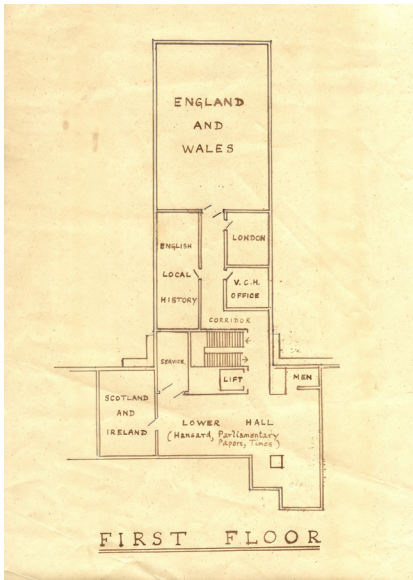 ENGLAND
AND
WALES
ENGLISH
LOCAL
HISTORY
LONDON
V.C.H.
OFFICE
CORRIDOR
SERVICE
LIFT
MEN
SCOTLAND
AND
IRELAND
LOWER HALL
(Hansard, Parliamentary
Papers, Times)
FIRST FLOOR